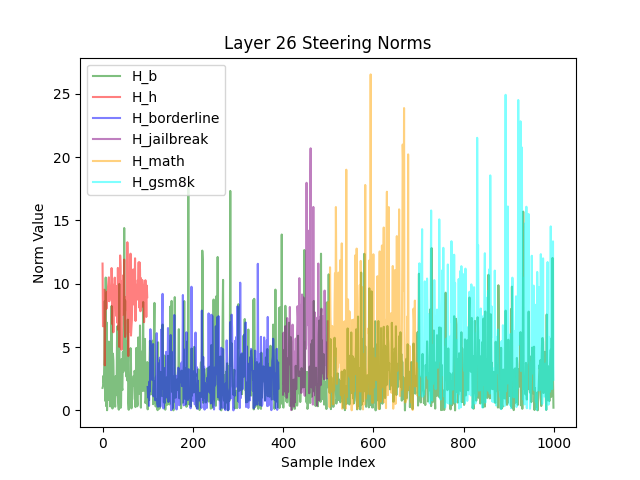 Layer 26 Steering Norms
H_b
H_h
H_borderline
H_jailbreak
H_math
H_gsm8k
Norm Value
25
20
15
10
5
0
0 200 400 600 800 1000
Sample Index